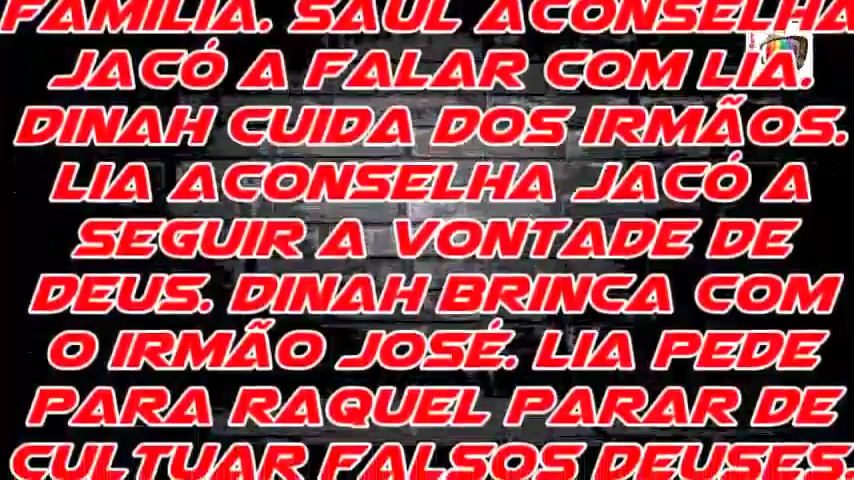 FAMÍLIA. SAUL ACONSELHA
JACÓ A FALAR COM LIA.
DINAH CUIDA DOS IRMÃOS.
LIA ACONSELHA JACÓ A
SEGUIR A VONTADE DE
DEUS. DINAH BRINCA COM
O IRMÃO JOSÉ. LIA PEDE
PARA RAQUEL PARAR DE
CULTUAR FALSOS DEUSES.